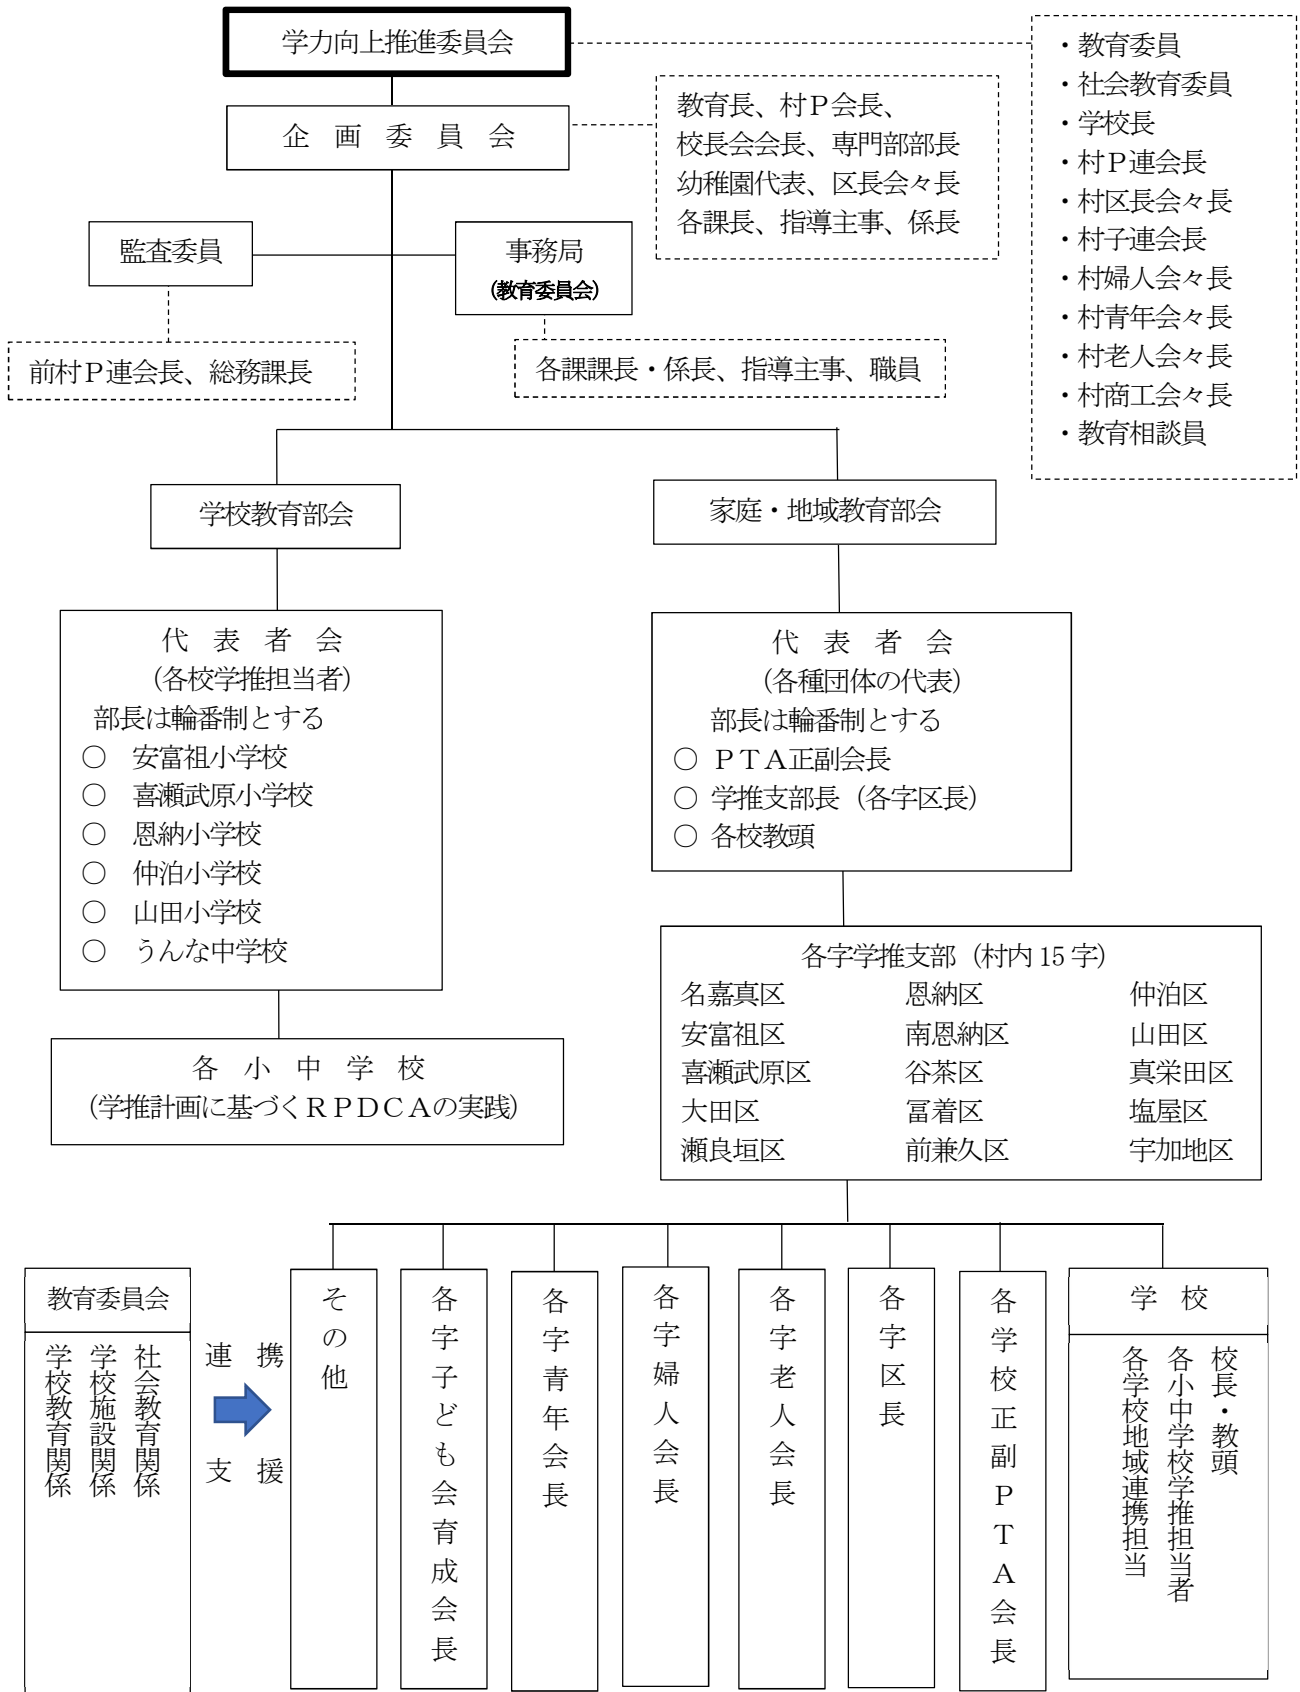 学力向上推進委員会
・教育委員
・社会教育委員
・学校長
・村Ｐ連会長
・村区長会々長
・村子連会長
・村婦人会々長
・村青年会々長
・村老人会々長
・村商工会々長
・教育相談員
企　画　委　員　会
教育長、村Ｐ会長、
校長会会長、専門部部長
幼稚園代表、区長会々長
各課長、指導主事、係長
監査委員
事務局
(教育委員会)
前村Ｐ連会長、総務課長
各課課長・係長、指導主事、職員
学校教育部会
家庭・地域教育部会
代　表　者　会
(各校学推担当者)
部長は輪番制とする
○　安富祖小学校
○　喜瀬武原小学校
○　恩納小学校
○　仲泊小学校
○　山田小学校
○　うんな中学校
代　表　者　会
(各種団体の代表)
部長は輪番制とする
○ ＰＴＡ正副会長
○ 学推支部長（各字区長）
○ 各校教頭
各　小　中　学　校
(学推計画に基づくＲＰＤＣＡの実践)
各字学推支部（村内 15 字）
名嘉真区　恩納区　仲泊区
安富祖区　南恩納区　山田区
喜瀬武原区　谷茶区　真栄田区
大田区　冨着区　塩屋区
瀬良垣区　前兼久区　宇加地区
教育委員会
社会教育関係
学校施設関係
学校教育関係
連　携
支　援
その他
各字子ども会育成会長
各字青年会長
各字婦人会長
各字老人会長
各字区長
各学校正副ＰＴＡ会長
学　校
校長・教頭
各小中学校学推担当者
各学校地域連携担当